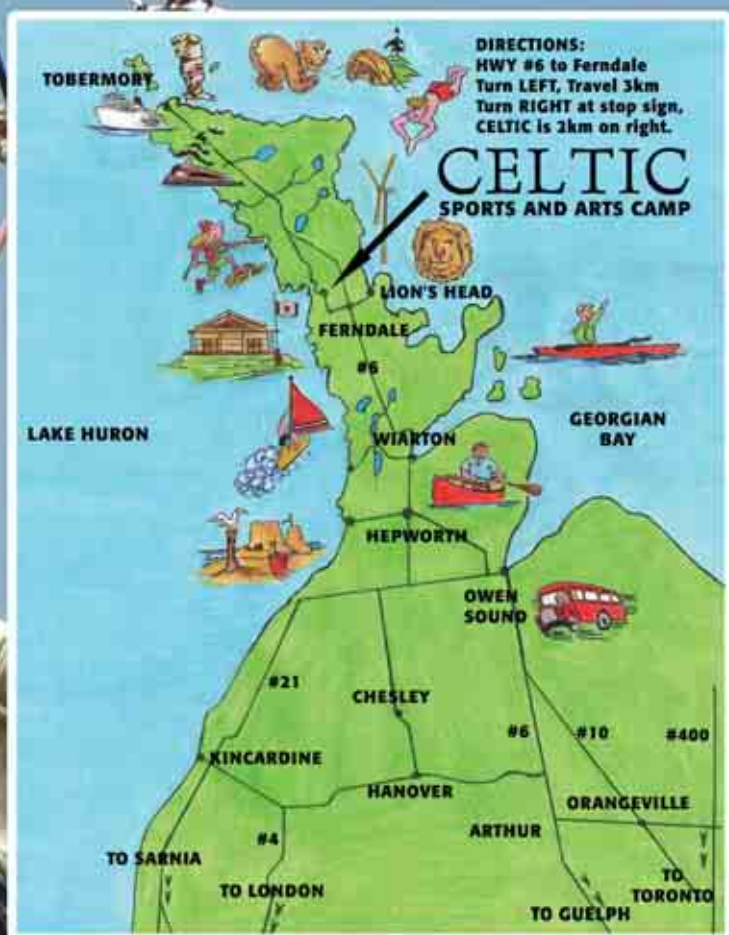 TOBERMORY
DIRECTIONS:
HWY #6 to Ferndale
Turn LEFT, Travel 3km
Turn RIGHT at stop sign,
CELTIC is 2km on right.
CELTIC
SPORTS AND ARTS CAMP
LION'S HEAD
FERNDALE
#6
LAKE HURON
GEORGIAN
BAY
WIARTON
HEPWORTH
OWEN
SOUND
#21
CHESLEY
#6
#10
#400
KINCARDINE
HANOVER
ORANGEVILLE
#4
ARTHUR
TO SARNIA
TO LONDON
TO
TORONTO
TO GUELPH